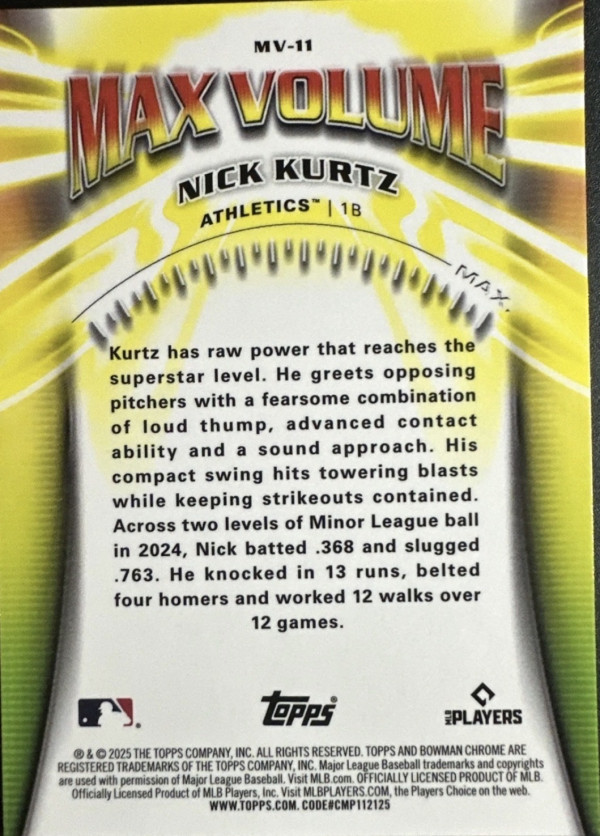 MV-11
MAX VOLUME
NICK KURTZ
ATHLETICS™ | 1B
MAX.
Kurtz has raw power that reaches the
superstar level. He greets opposing
pitchers with a fearsome combination
of loud thump, advanced contact
ability and a sound approach. His
compact swing hits towering blasts
while keeping strikeouts contained.
Across two levels of Minor League ball
in 2024, Nick batted .368 and slugged
.763. He knocked in 13 runs, belted
four homers and worked 12 walks over
12 games.
Topps®
MLB PLAYERS
® & © 2025 THE TOPPS COMPANY, INC. ALL RIGHTS RESERVED. TOPPS AND BOWMAN CHROME ARE
REGISTERED TRADEMARKS OF THE TOPPS COMPANY, INC. Major League Baseball trademarks and copyrights
are used with permission of Major League Baseball. Visit MLB.com. OFFICIALLY LICENSED PRODUCT OF MLB.
Officially Licensed Product of MLB Players, Inc. Visit MLBPLAYERS.COM, the Players Choice on the web.
WWW.TOPPS.COM. CODE#CMP112125